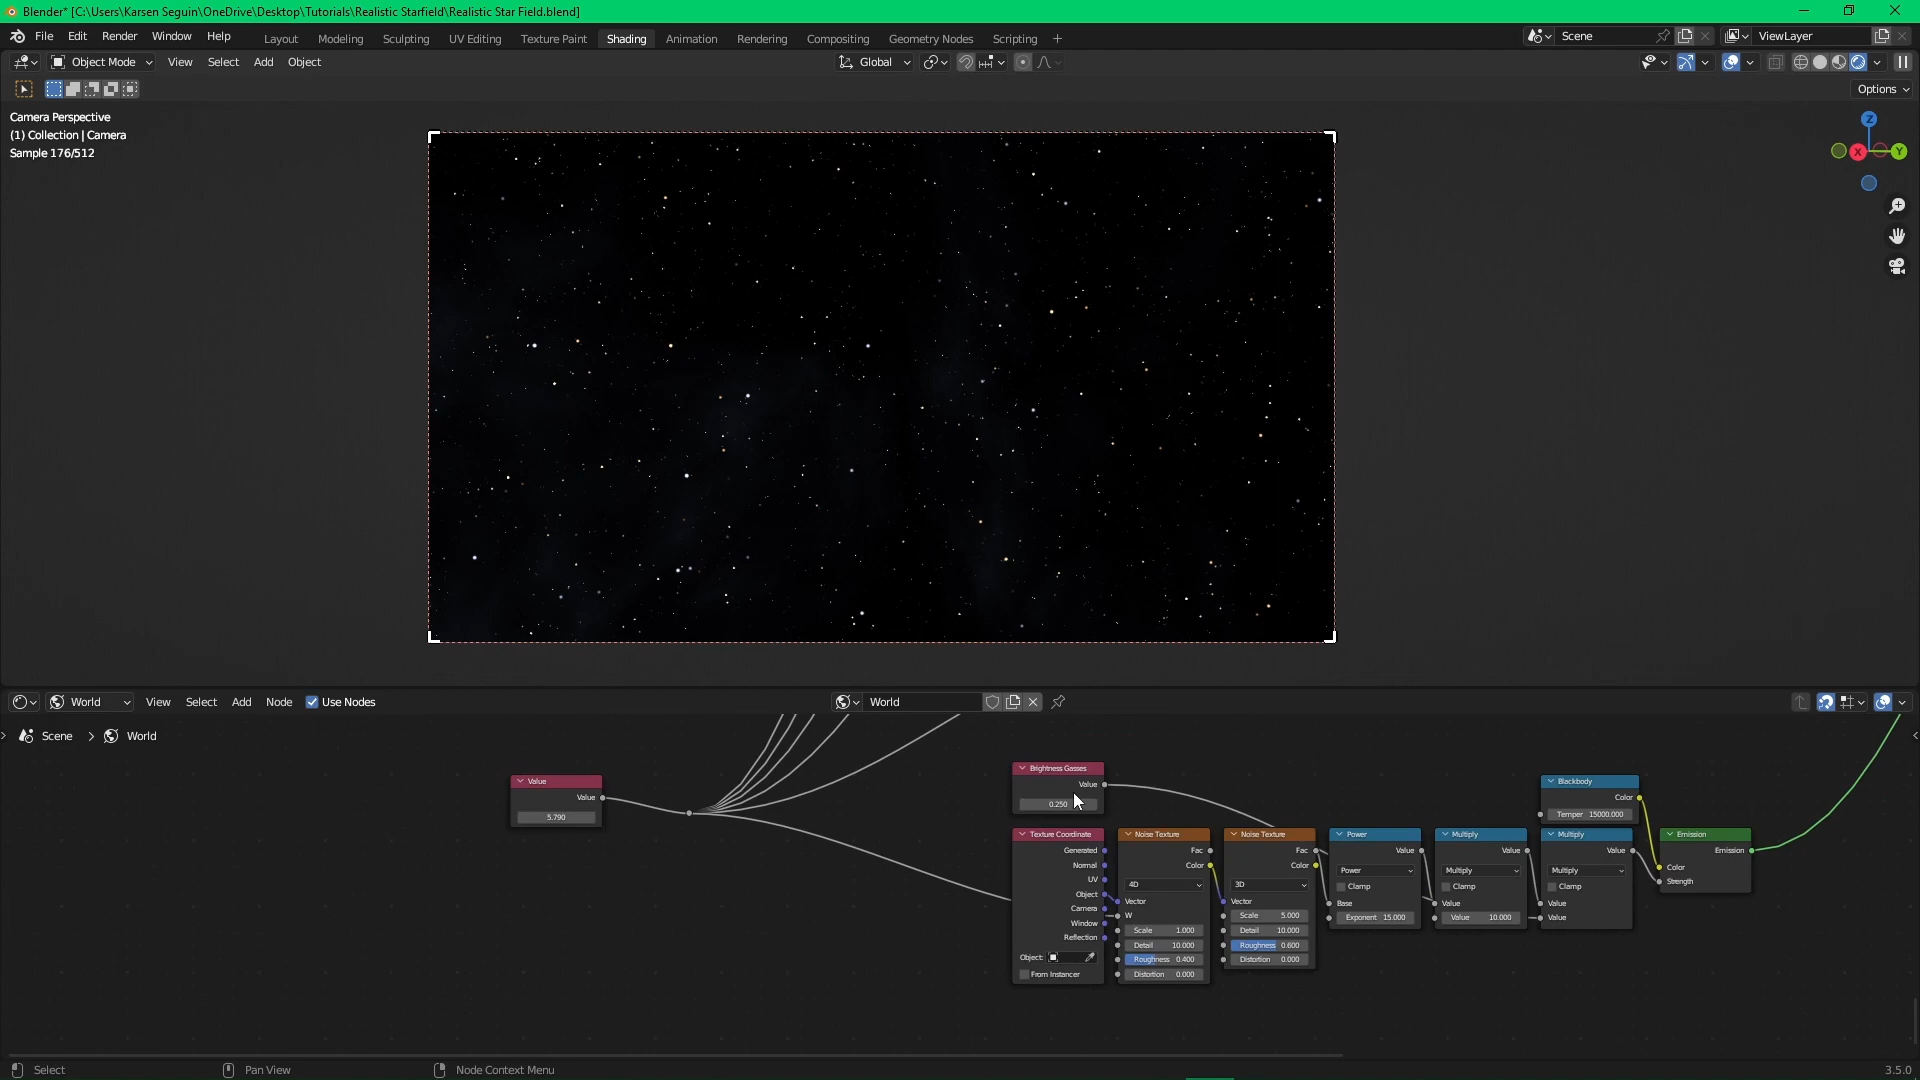 Blender* [C:\Users\Karsen Seguin\OneDrive\Desktop\Tutorials\Realistic Starfield\Realistic Star Field.blend]
File Edit Render Window Help Layout Modeling Sculpting UV Editing Texture Paint Shading Animation Rendering Compositing Geometry Nodes Scripting + Scene ViewLayer
Object Mode View Select Add Object Global
Options
Camera Perspective
(1) Collection | Camera
Sample 176/512
Z
X Y
World View Select Add Node Use Nodes World
Scene > World
Brightness Gasses
Value
0.250
Value
Value
5.790
Blackbody
Color
Temper 15000.000
Texture Coordinate
Generated
Normal
UV
Object
Camera
Window
Reflection
Object:
From Instancer
Noise Texture
Fac
Color
4D
Vector
W
Scale 1.000
Detail 10.000
Roughness 0.400
Distortion 0.000
Noise Texture
Fac
Color
3D
Vector
Scale 5.000
Detail 10.000
Roughness 0.600
Distortion 0.000
Power
Value
Power
Clamp
Base
Exponent 15.000
Multiply
Value
Multiply
Clamp
Value
Value 10.000
Multiply
Value
Multiply
Clamp
Value
Value
Emission
Emission
Color
Strength
Select Pan View Node Context Menu 3.5.0